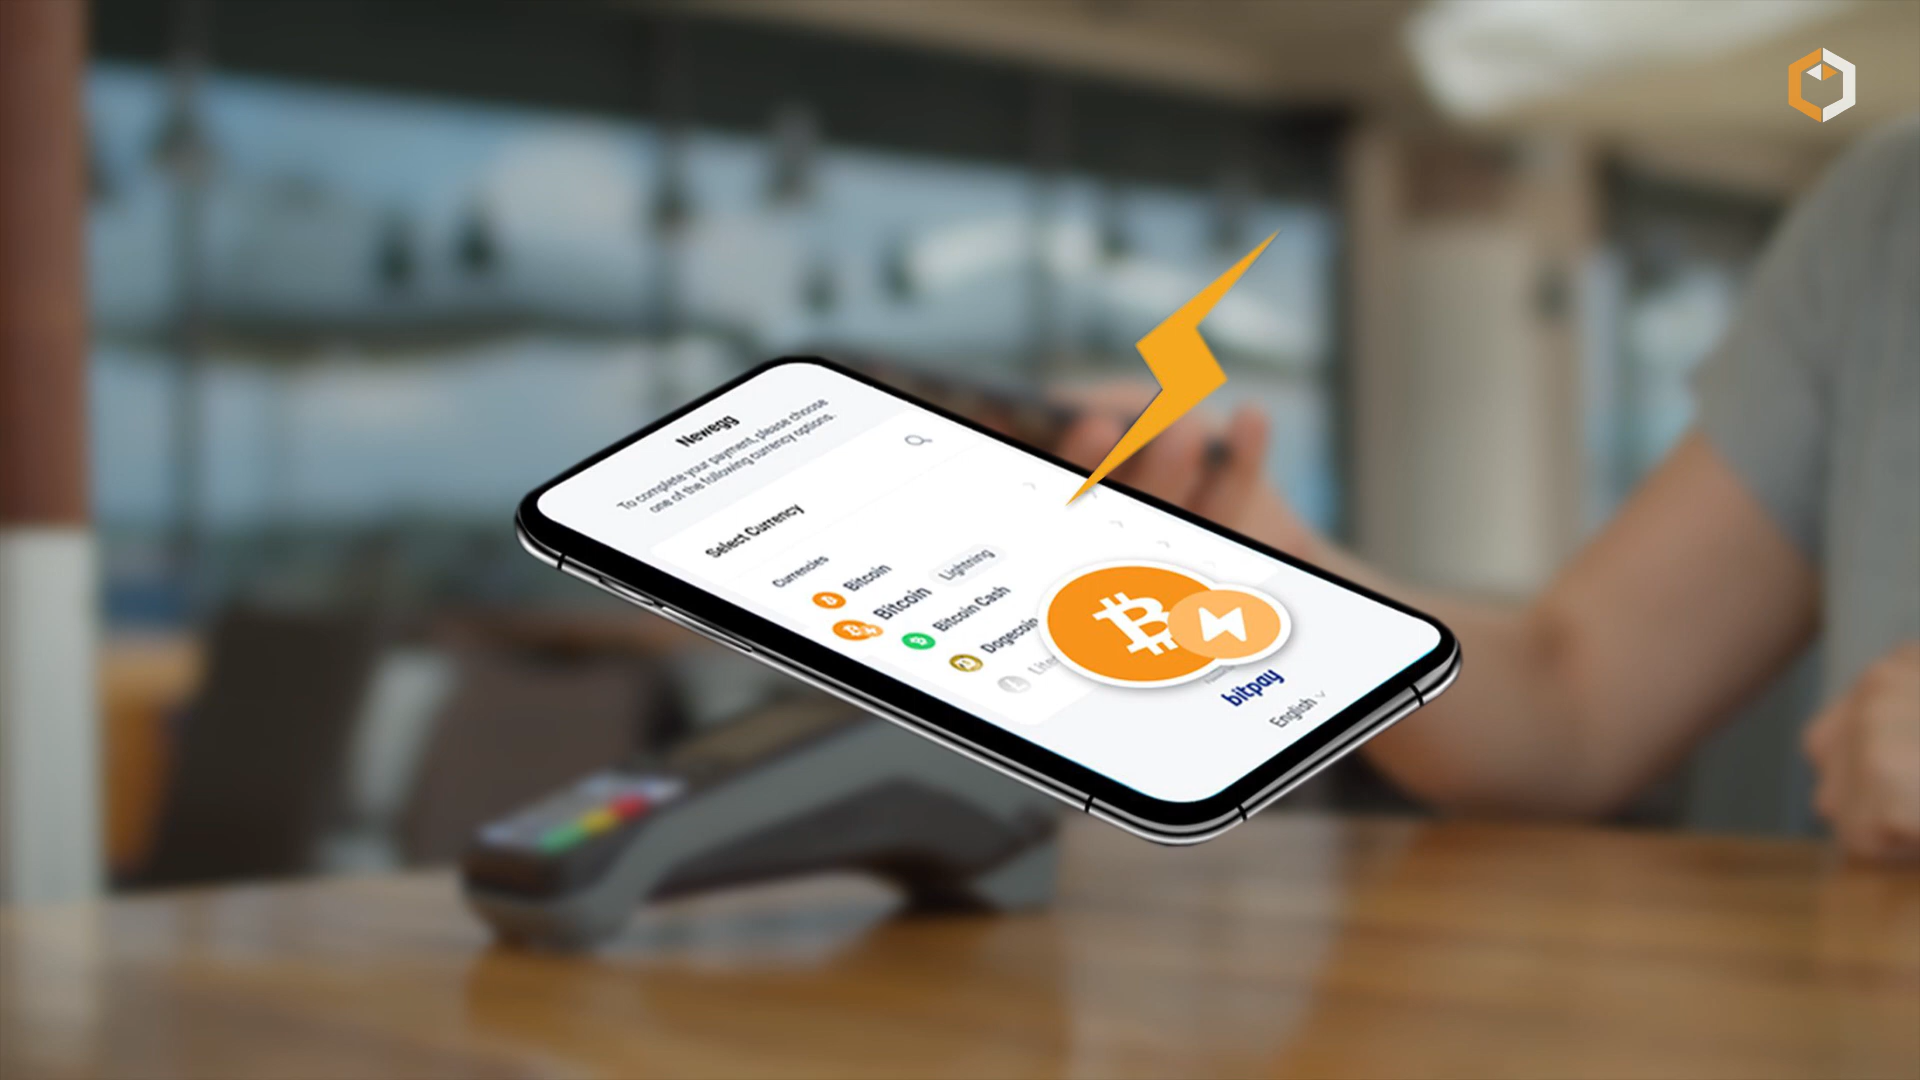 Newegg
To complete your payment, please choose
one of the following currency options.
Select Currency
Currencies
Bitcoin
Bitcoin Lightning
Bitcoin Cash
Dogecoin
bitpay
English